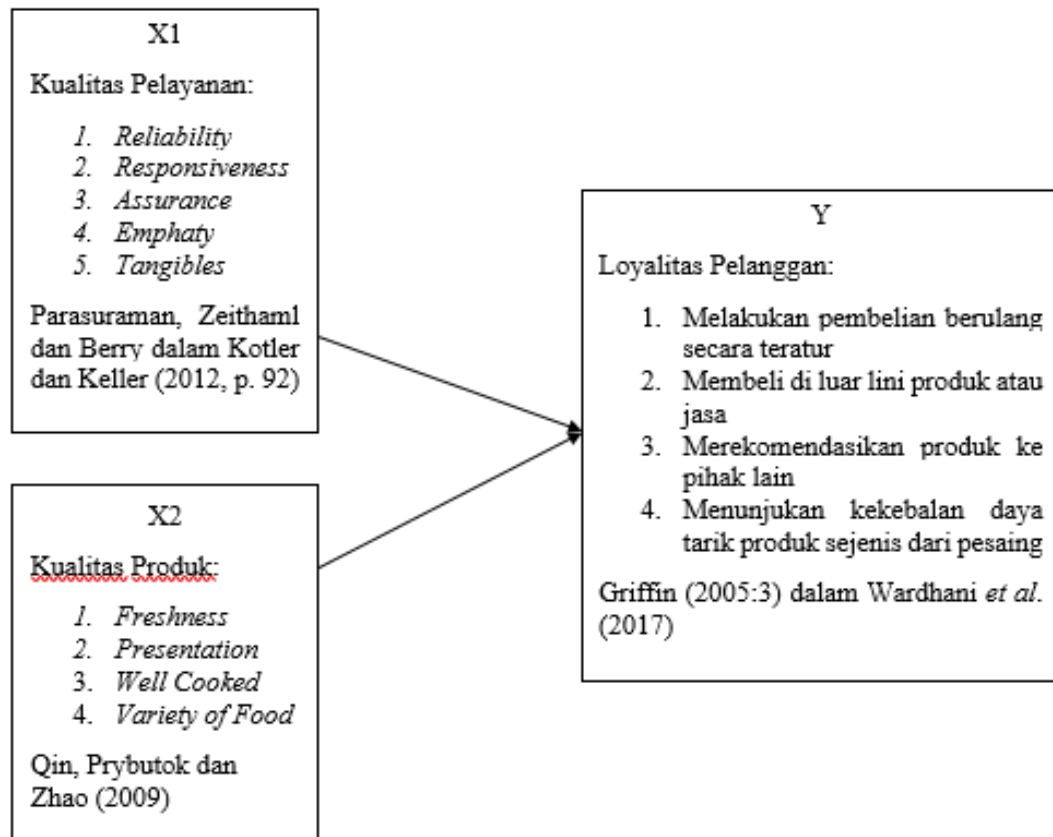 X1
Kualitas Pelayanan:
1. Reliability
2. Responsiveness
3. Assurance
4. Emphaty
5. Tangibles
Parasuraman, Zeithaml
dan Berry dalam Kotler
dan Keller (2012, p. 92)
X2
Kualitas Produk:
1. Freshness
2. Presentation
3. Well Cooked
4. Variety of Food
Qin, Prybutok dan
Zhao (2009)
Y
Loyalitas Pelanggan:
1. Melakukan pembelian berulang
secara teratur
2. Membeli di luar lini produk atau
jasa
3. Merekomendasikan produk ke
pihak lain
4. Menunjukan kekebalan daya
tarik produk sejenis dari pesaing
Griffin (2005:3) dalam Wardhani et al.
(2017)